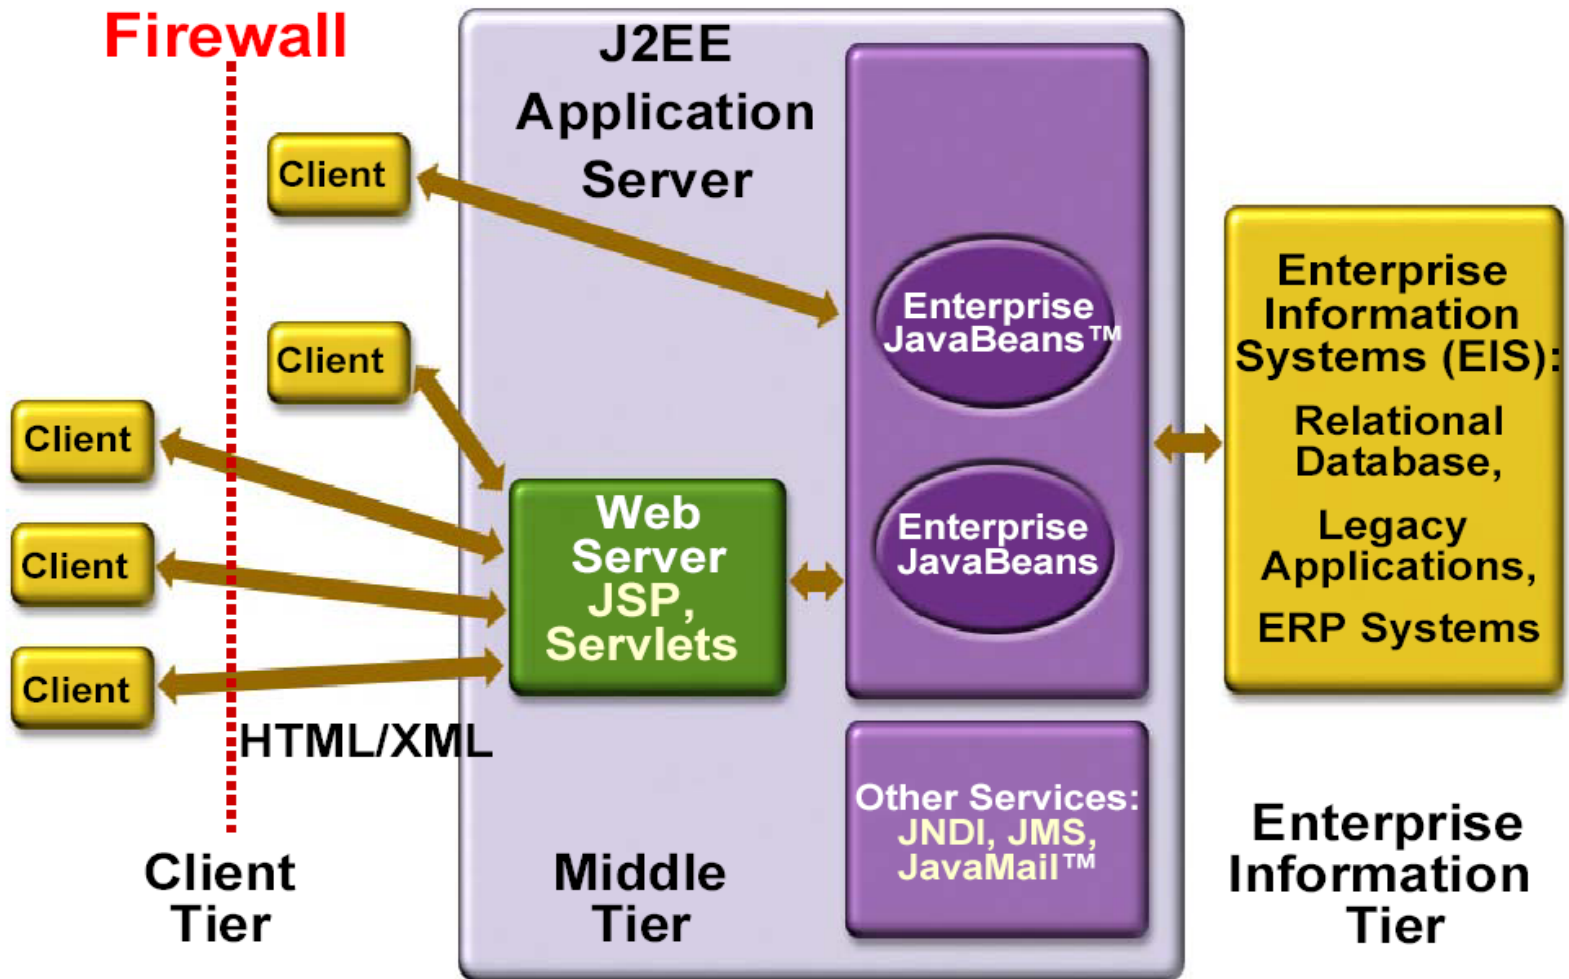 Firewall
J2EE
Application
Server
Client
Client
Client
Client
Client
HTML/XML
Web
Server
JSP,
Servlets
Enterprise
JavaBeans™
Enterprise
JavaBeans
Other Services:
JNDI, JMS,
JavaMail™
Enterprise
Information
Systems (EIS):
Relational
Database,
Legacy
Applications,
ERP Systems
Client
Tier
Middle
Tier
Enterprise
Information
Tier